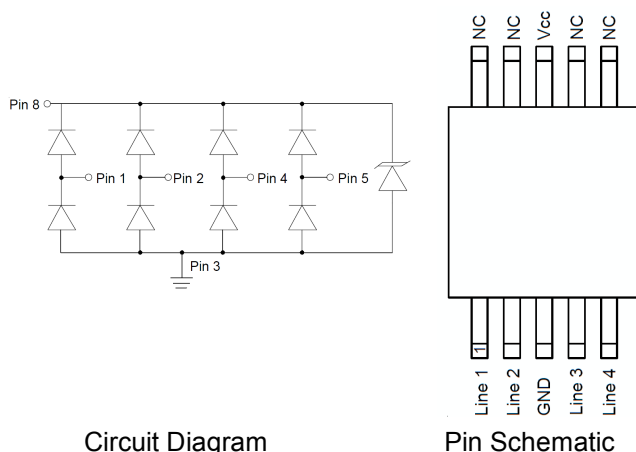 NC NC Vcc NC NC
Pin 8
Pin 1 Pin 2 Pin 4 Pin 5
Pin 3
1
Line 1 Line 2 GND Line 3 Line 4
Circuit Diagram
Pin Schematic